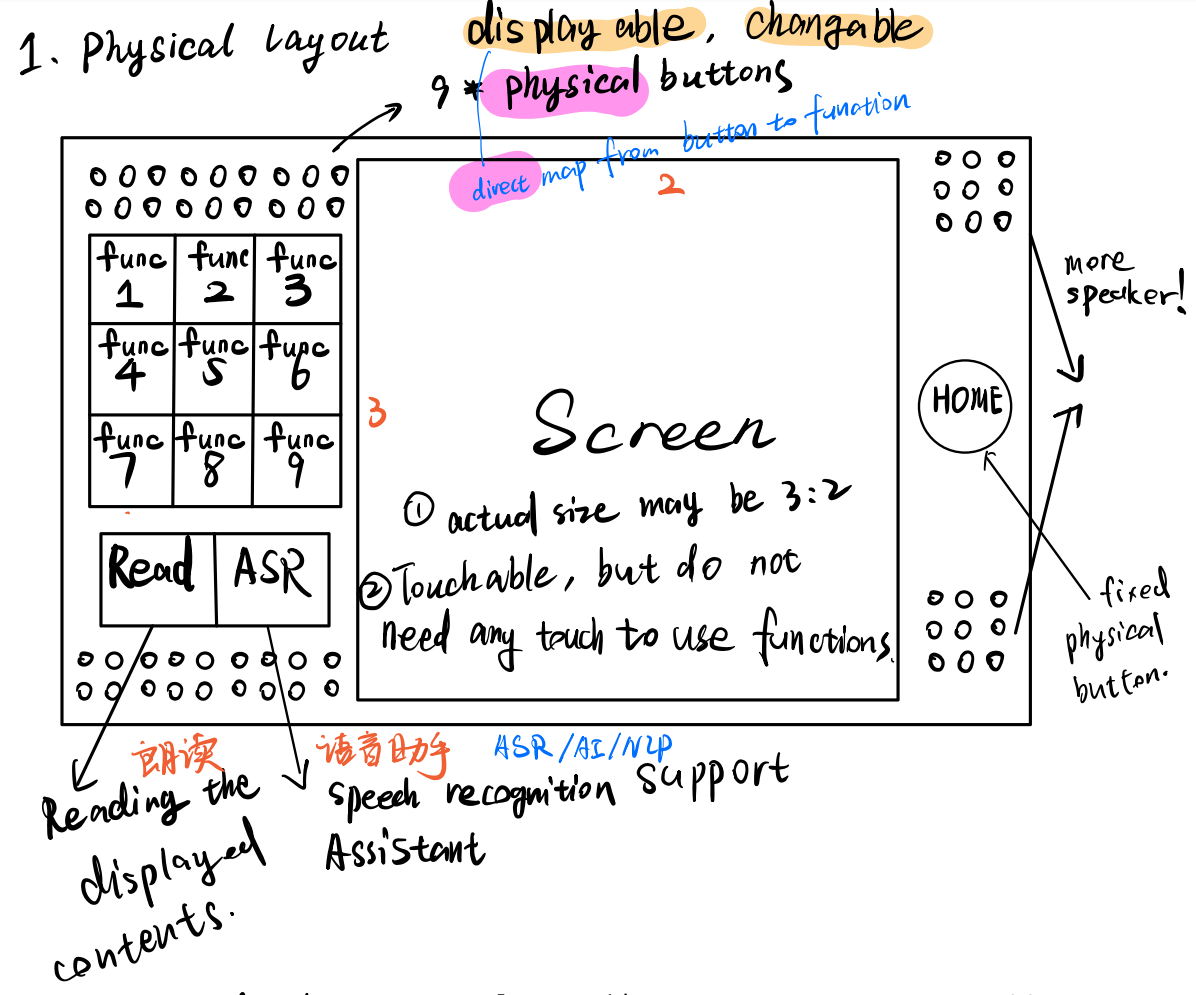 1. Physical Layout
displayable, changable
9 * physical buttons
direct map from button to function
2
func 1
func 2
func 3
func 4
func 5
func 6
func 7
func 8
func 9
3
Screen
① actual size may be 3:2
② Touchable, but do not
need any touch to use functions.
Read
ASR
HOME
more
speaker!
fixed
physical
button.
朗读
Reading the
displayed
contents.
语音助手
ASR/AI/NLP
speech recognition support
Assistant